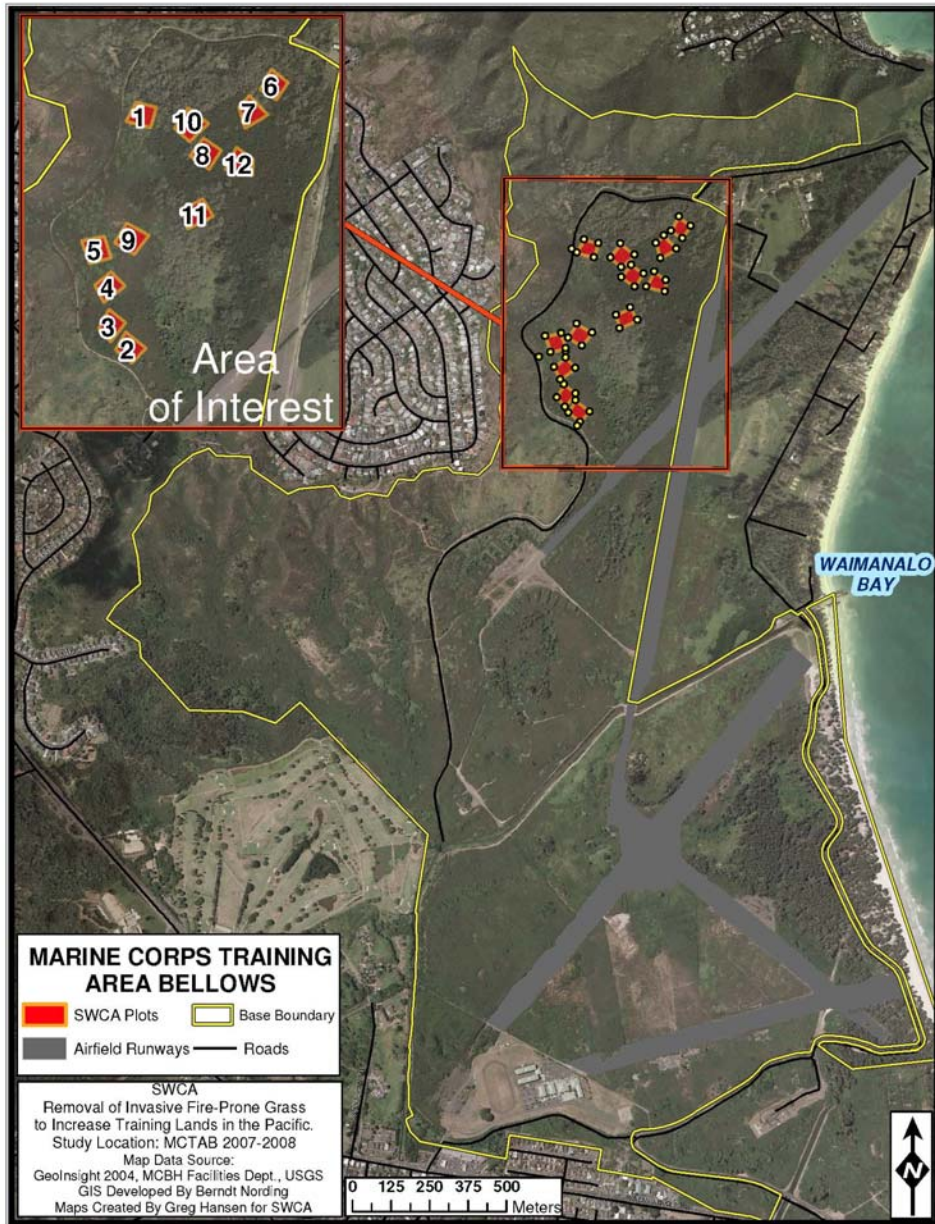 6
7
1
10
8
12
11
5
9
4
3
2
Area
of Interest
WAIMANALO
BAY
MARINE CORPS TRAINING
AREA BELLOWS
SWCA Plots
Base Boundary
Airfield Runways
Roads
SWCA
Removal of Invasive Fire-Prone Grass
to Increase Training Lands in the Pacific.
Study Location: MCTAB 2007-2008
Map Data Source:
GeoInsight 2004, MCBH Facilities Dept., USGS
GIS Developed By Berndt Nording
Maps Created By Greg Hansen for SWCA
0 125 250 375 500
Meters
N